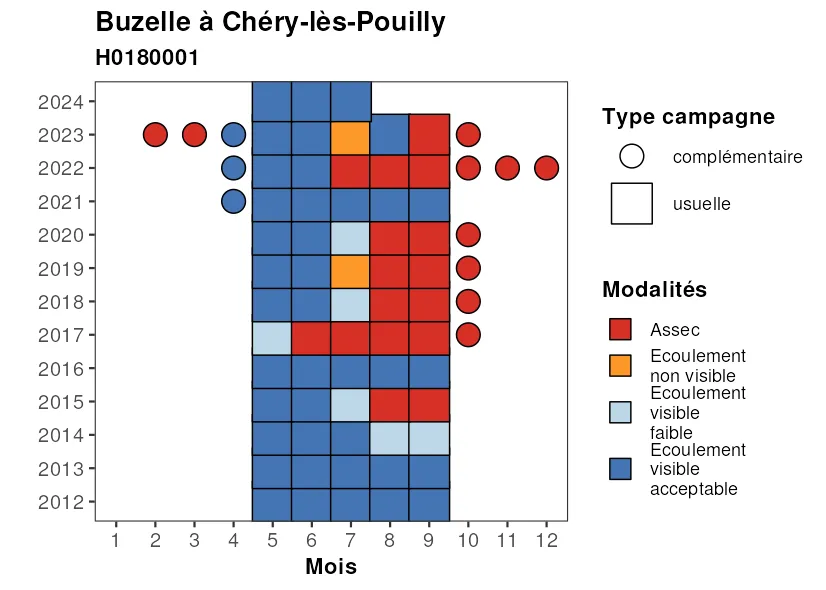 Buzelle à Chéry-lès-Pouilly
H0180001
2024
2023
2022
2021
2020
2019
2018
2017
2016
2015
2014
2013
2012
1 2 3 4 5 6 7 8 9 10 11 12
Mois
Type campagne
complémentaire
usuelle
Modalités
Assec
Ecoulement
non visible
Ecoulement
visible
faible
Ecoulement
visible
acceptable